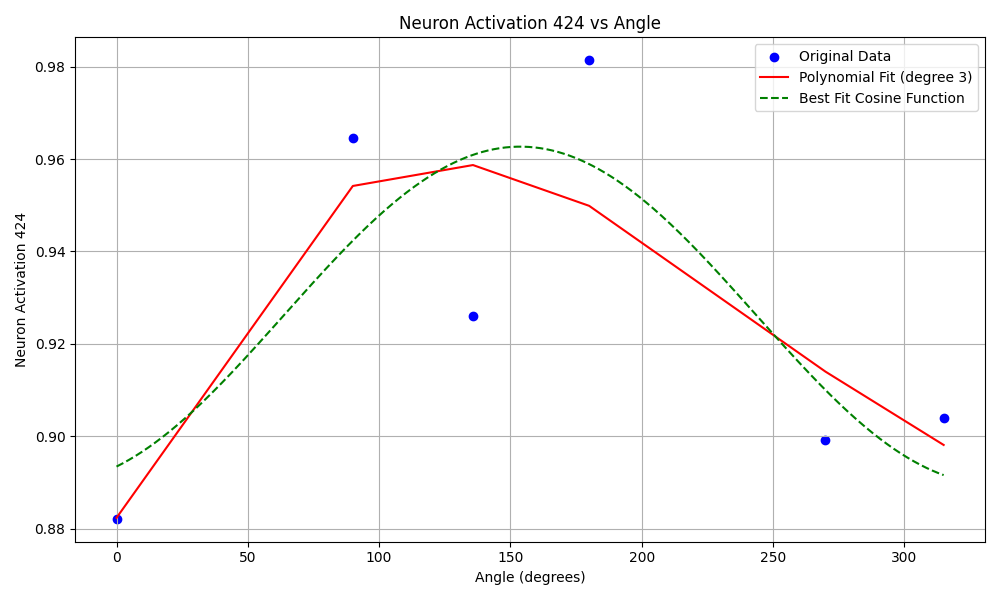 Neuron Activation 424 vs Angle
Original Data
Polynomial Fit (degree 3)
Best Fit Cosine Function
0.98
0.96
0.94
0.92
0.90
0.88
Neuron Activation 424
0 50 100 150 200 250 300
Angle (degrees)